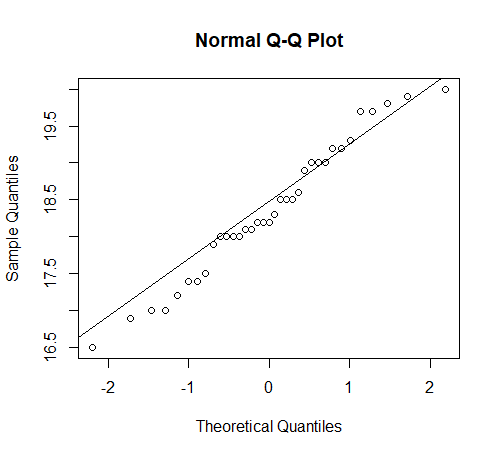 Normal Q-Q Plot
Sample Quantiles
19.5
18.5
17.5
16.5
-2 -1 0 1 2
Theoretical Quantiles